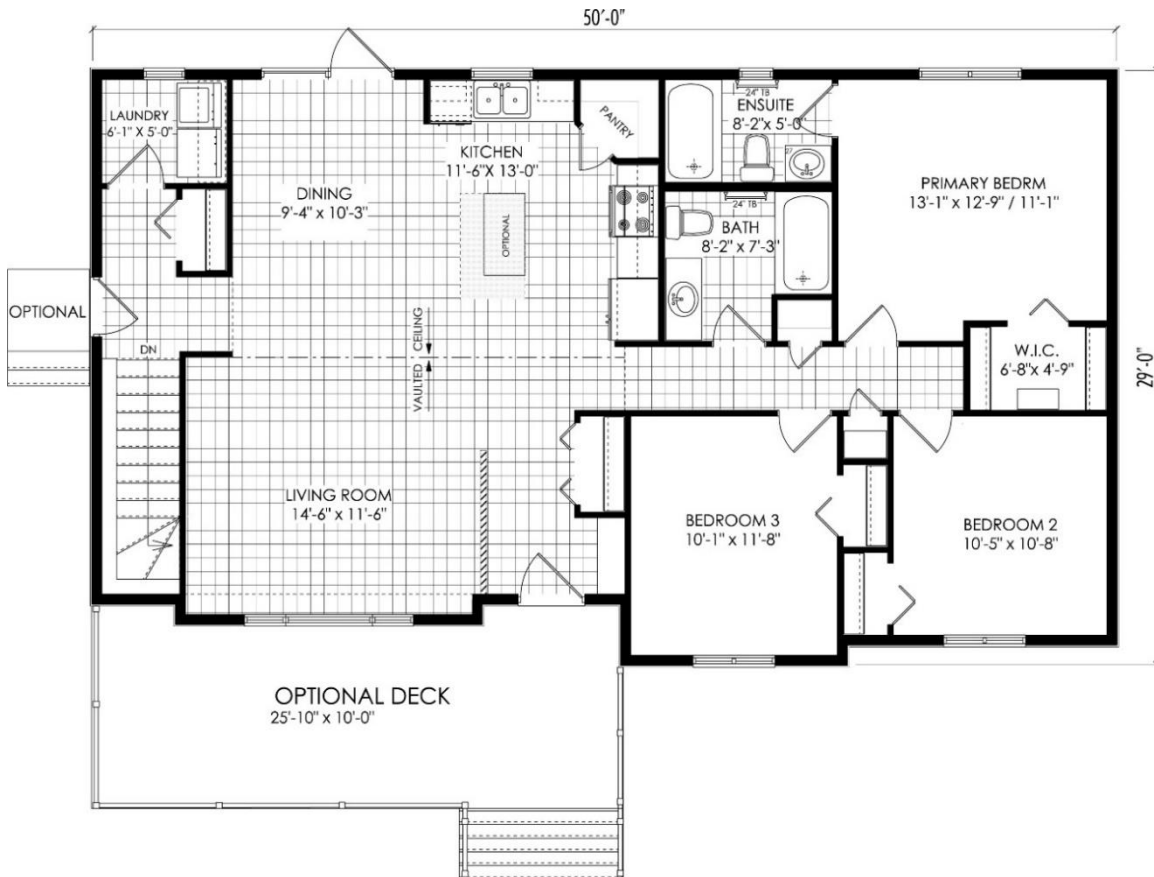 50'-0"
LAUNDRY
6'-1" X 5'-0"
PANTRY
24" TB
ENSUITE
8'-2"x 5'-0"
27
KITCHEN
11'-6"X 13'-0"
DINING
9'-4" x 10'-3"
PRIMARY BEDRM
13'-1" x 12'-9" / 11'-1"
24" TB
BATH
8'-2" x 7'-3"
OPTIONAL
OPTIONAL
DN
VAULTED CEILING
W.I.C.
6'-8"x 4'-9"
29'-0"
LIVING ROOM
14'-6" x 11'-6"
BEDROOM 3
10'-1" x 11'-8"
BEDROOM 2
10'-5" x 10'-8"
OPTIONAL DECK
25'-10" x 10'-0"